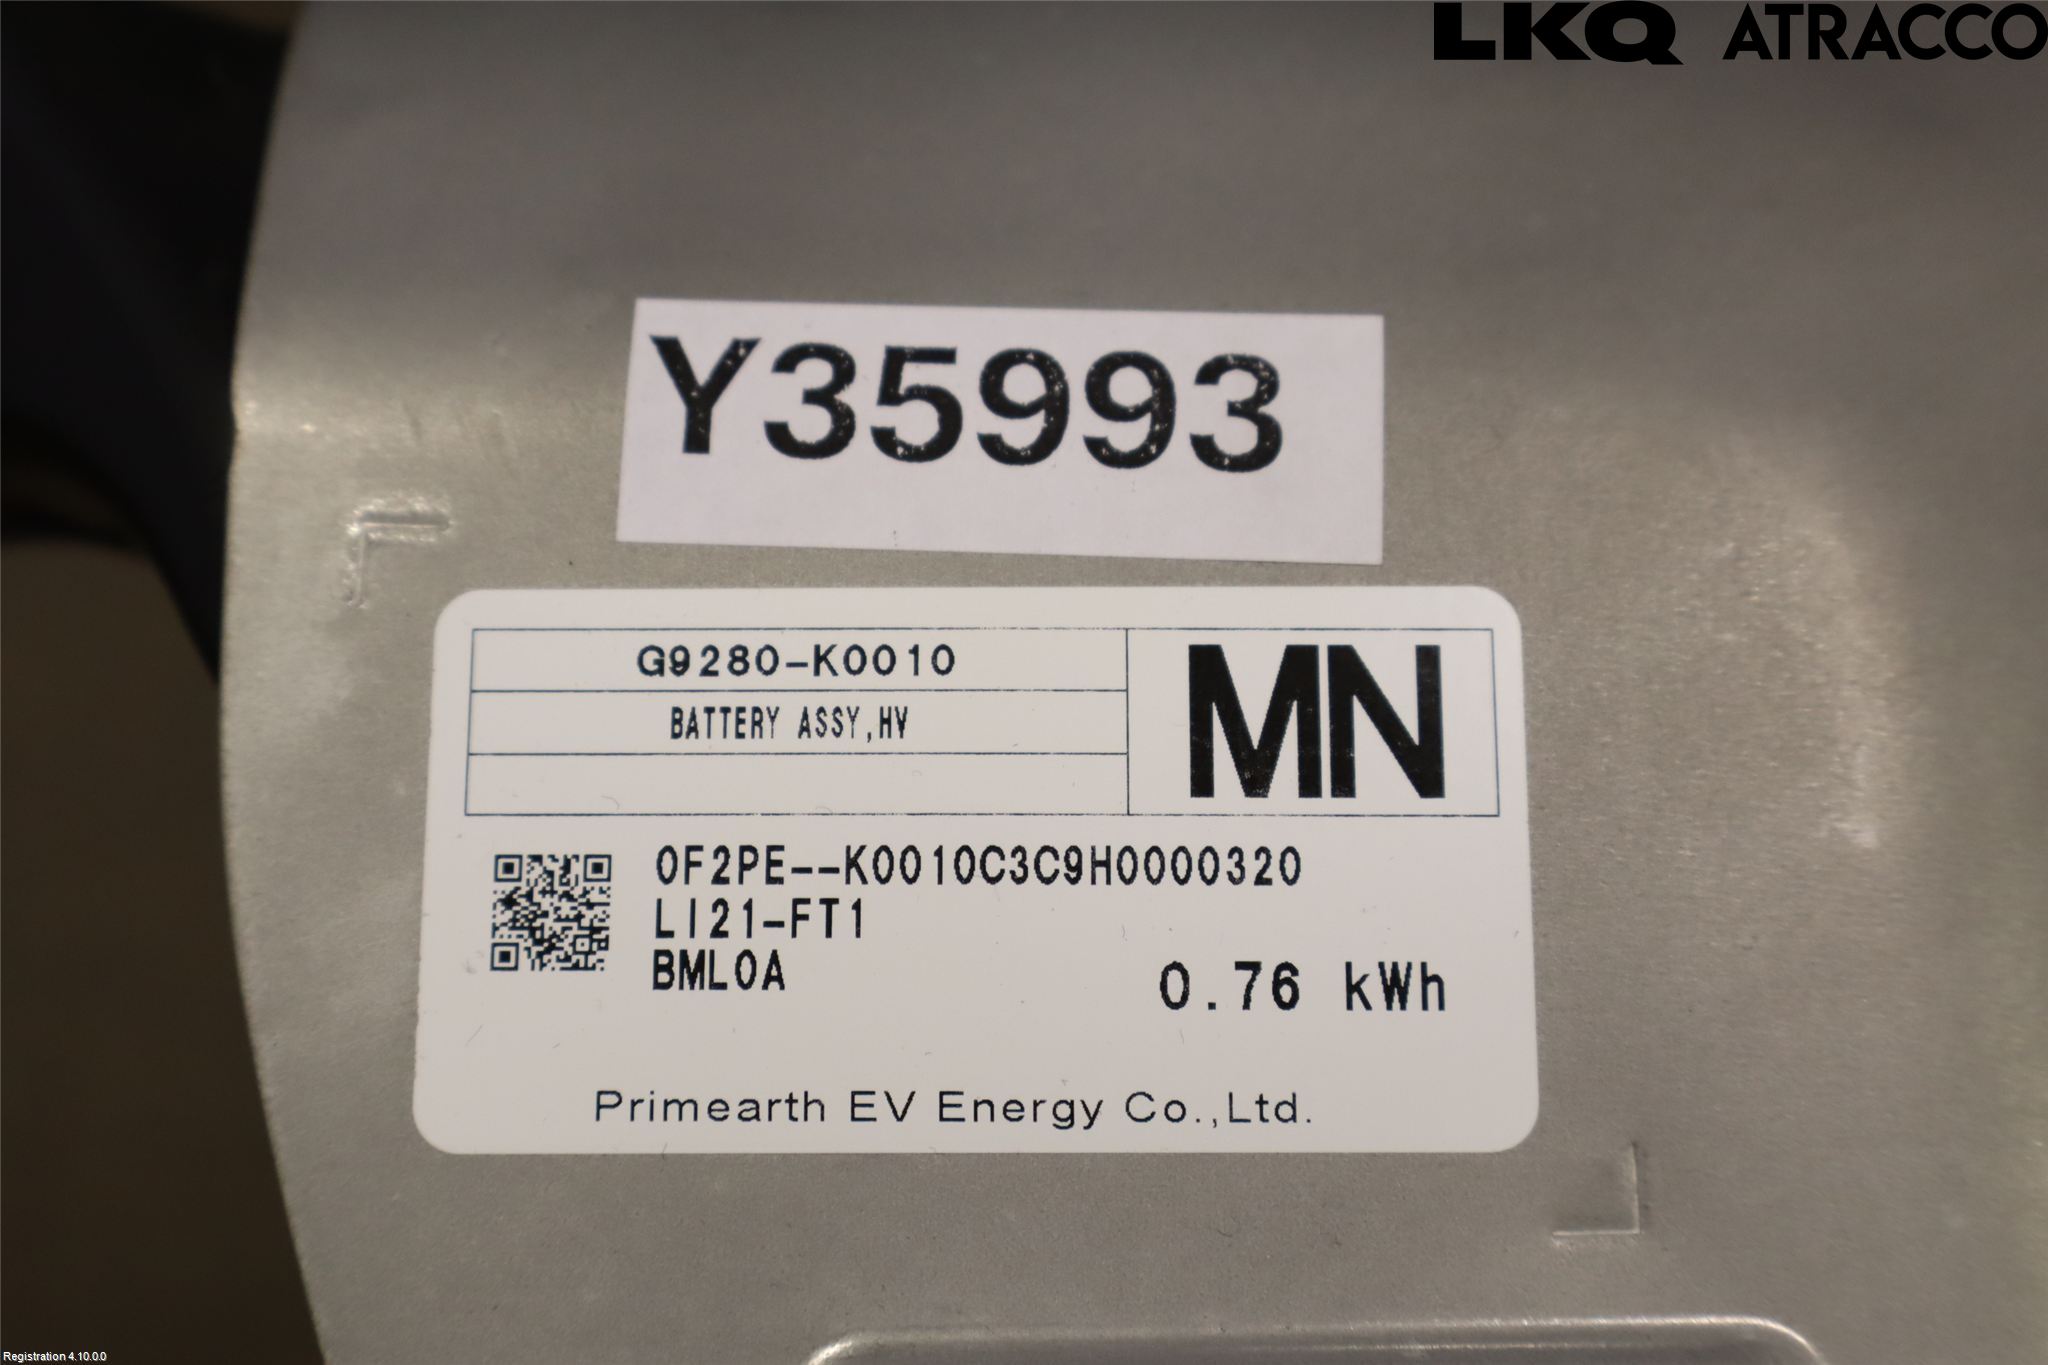 LKQ ATRACCO
Y35993
G9280-K0010
MN
BATTERY ASSY,HV
0F2PE--K0010C3C9H0000320
LI21-FT1
BML0A
0.76 kWh
Primearth EV Energy Co.,Ltd.
Registration 4.10.0.0